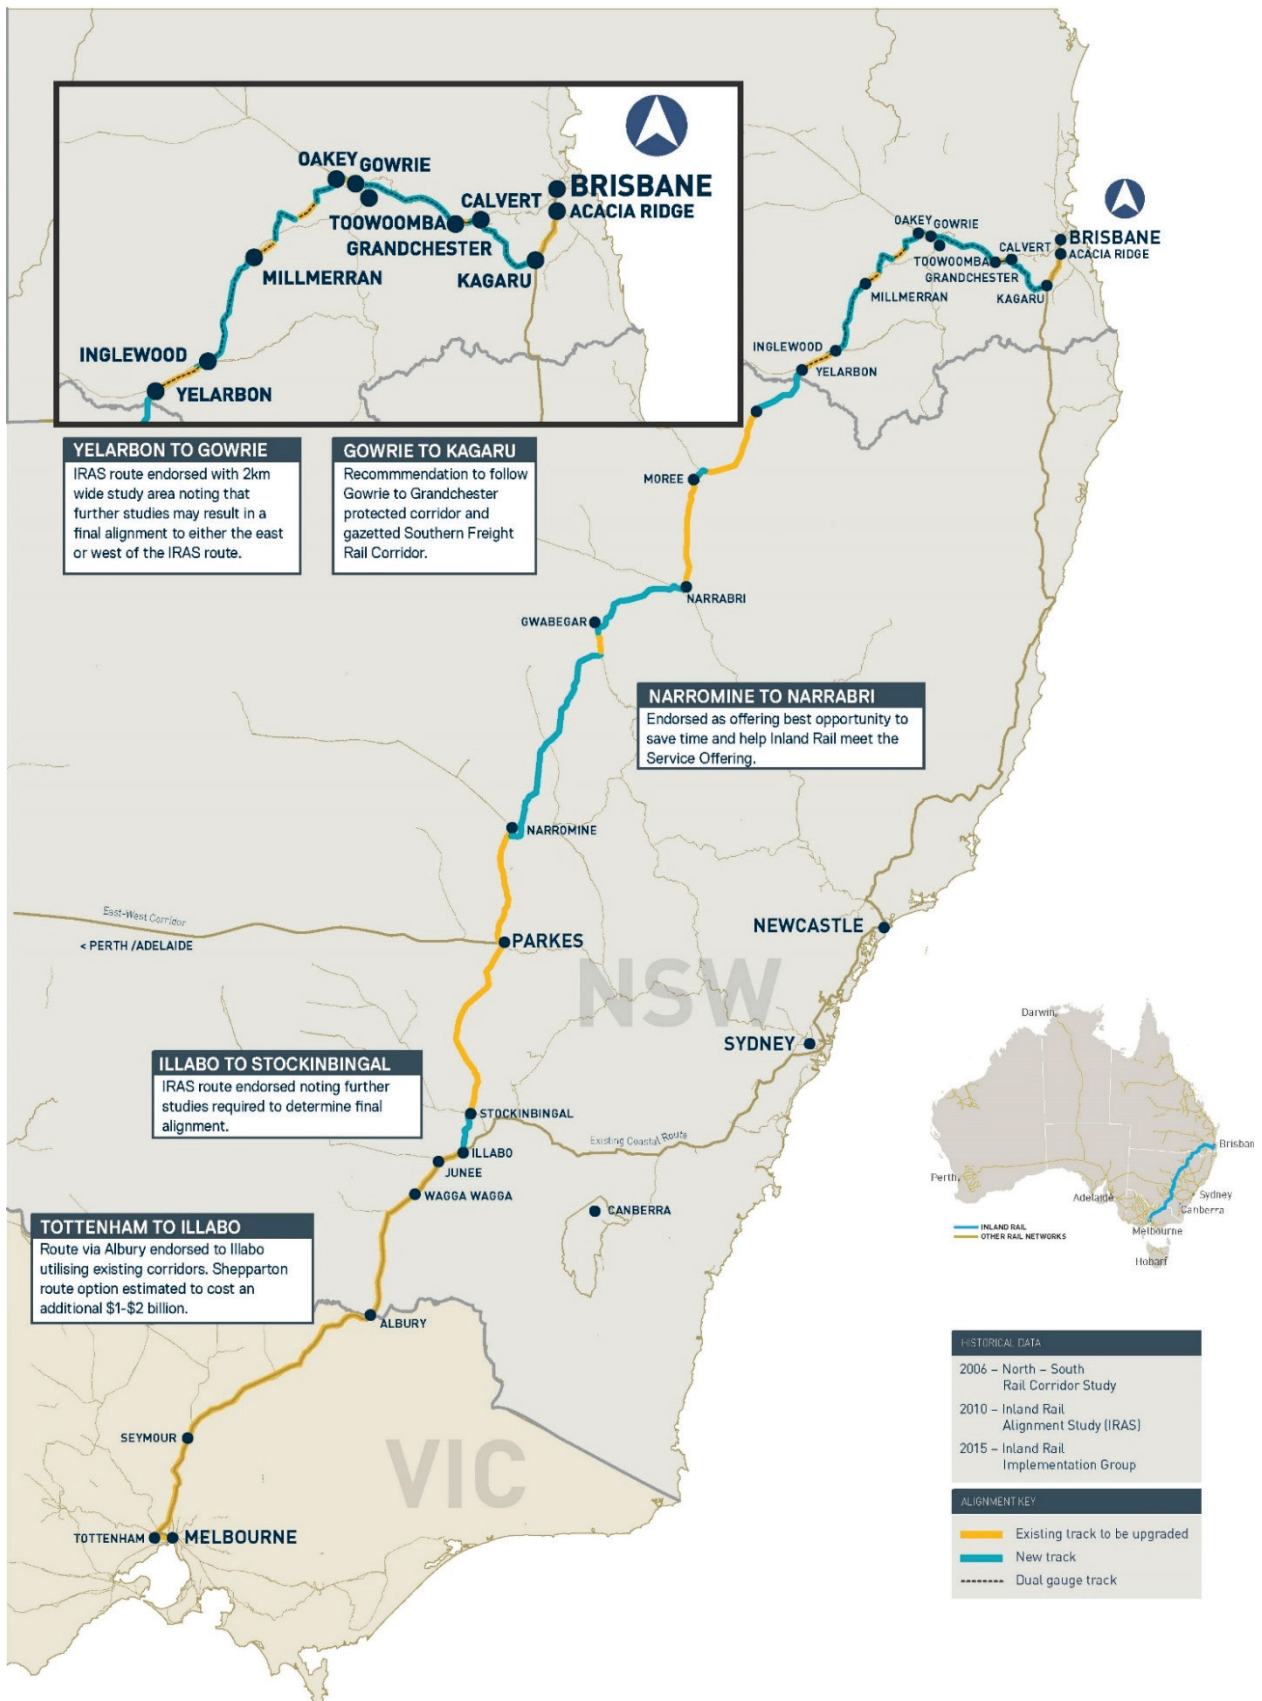 OAKEY
GOWRIE
BRISBANE
ACACIA RIDGE
CALVERT
TOOWOOMBA
GRANDCHESTER
KAGARU
MILLMERRAN
INGLEWOOD
YELARBON
OAKEY
GOWRIE
BRISBANE
ACACIA RIDGE
CALVERT
TOOWOOMBA
GRANDCHESTER
KAGARU
MILLMERRAN
INGLEWOOD
YELARBON
YELARBON TO GOWRIE
IRAS route endorsed with 2km
wide study area noting that
further studies may result in a
final alignment to either the east
or west of the IRAS route.
GOWRIE TO KAGARU
Recommmendation to follow
Gowrie to Grandchester
protected corridor and
gazetted Southern Freight
Rail Corridor.
MOREE
NARRABRI
GWABEGAR
NARROMINE TO NARRABRI
Endorsed as offering best opportunity to
save time and help Inland Rail meet the
Service Offering.
NARROMINE
East-West Corridor
< PERTH /ADELAIDE
PARKES
NEWCASTLE
NSW
SYDNEY
ILLABO TO STOCKINBINGAL
IRAS route endorsed noting further
studies required to determine final
alignment.
STOCKINBINGAL
Existing Coastal Route
ILLABO
JUNEE
WAGGA WAGGA
CANBERRA
TOTTENHAM TO ILLABO
Route via Albury endorsed to Illabo
utilising existing corridors. Shepparton
route option estimated to cost an
additional $1-$2 billion.
ALBURY
SEYMOUR
VIC
TOTTENHAM
MELBOURNE
Darwin
Brisban
Perth
Adelaide
Sydney
Canberra
Melbourne
Hobart
INLAND RAIL
OTHER RAIL NETWORKS
HISTORICAL DATA
2006 – North – South
Rail Corridor Study
2010 – Inland Rail
Alignment Study (IRAS)
2015 – Inland Rail
Implementation Group
ALIGNMENT KEY
Existing track to be upgraded
New track
Dual gauge track